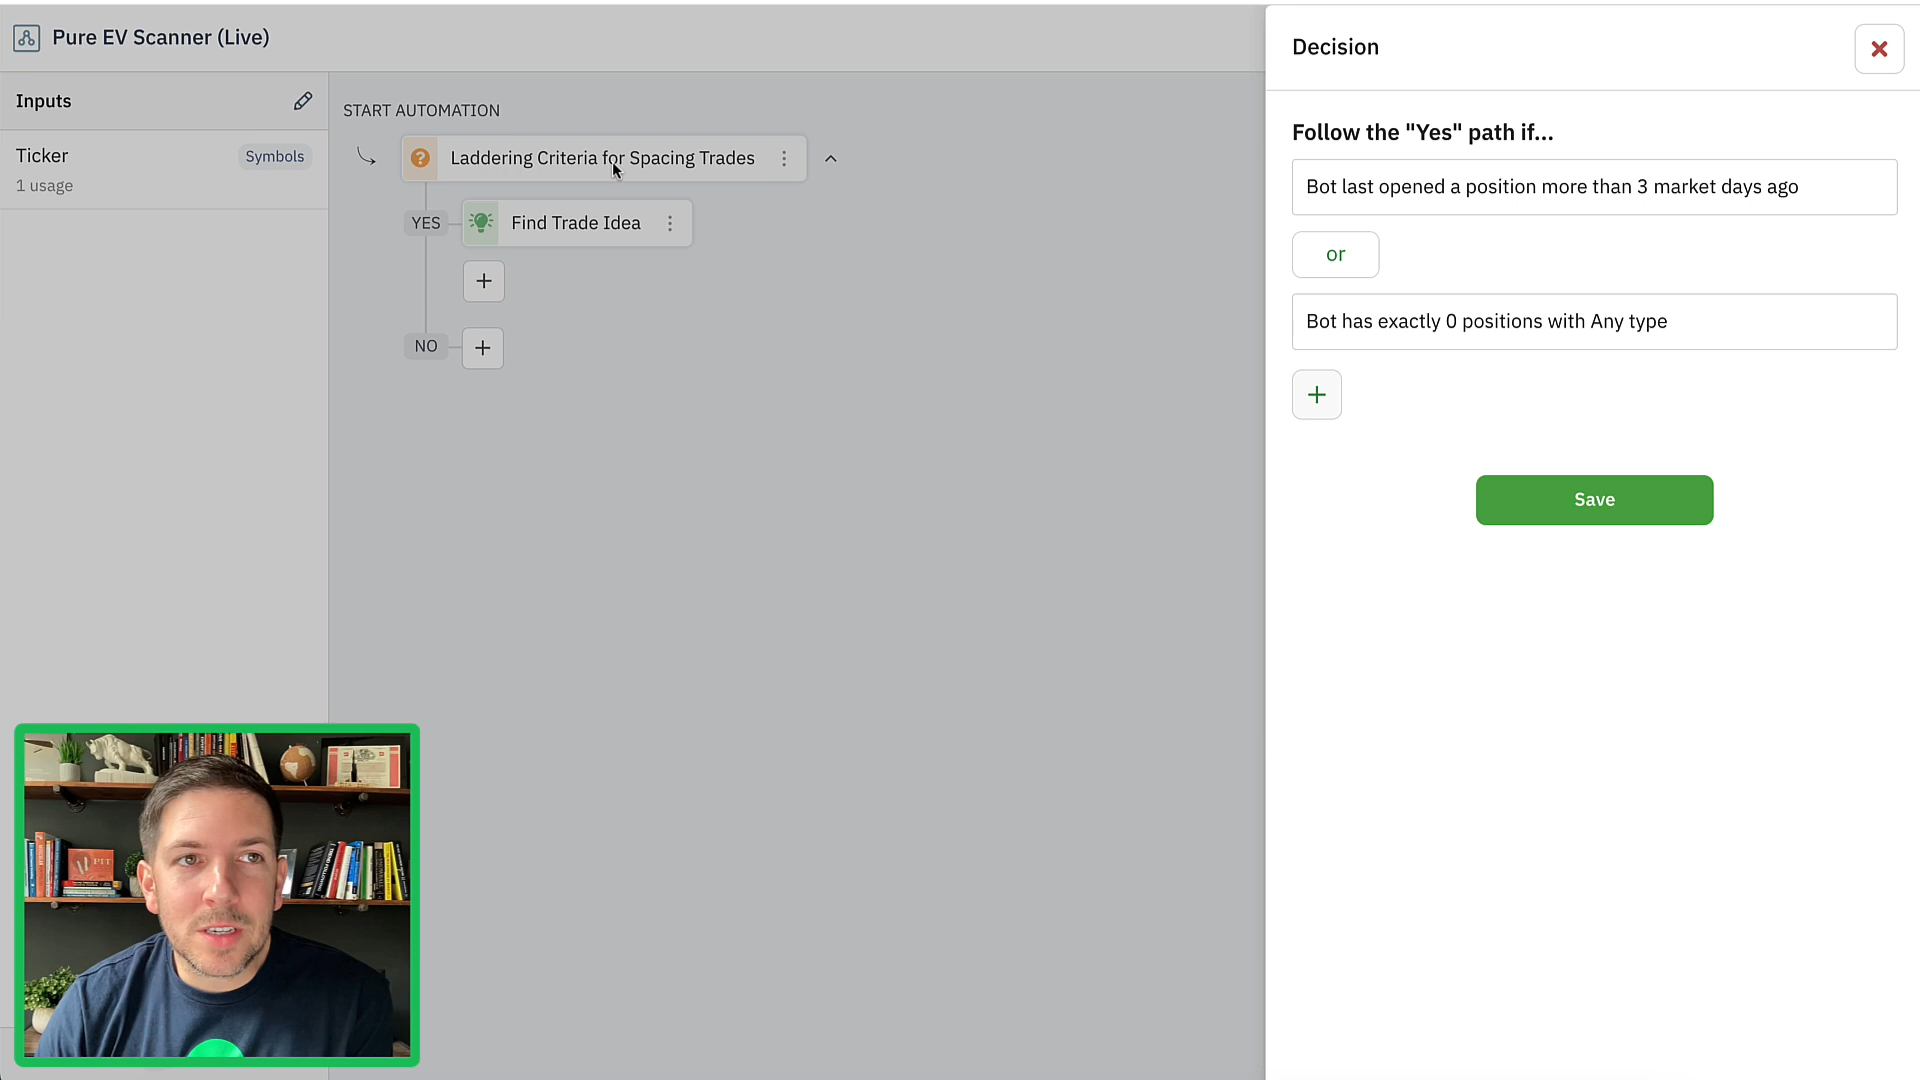 Pure EV Scanner (Live)
Inputs
Ticker
Symbols
1 usage
START AUTOMATION
Laddering Criteria for Spacing Trades
YES
Find Trade Idea
NO
Decision
Follow the "Yes" path if...
Bot last opened a position more than 3 market days ago
or
Bot has exactly 0 positions with Any type
Save
PIT